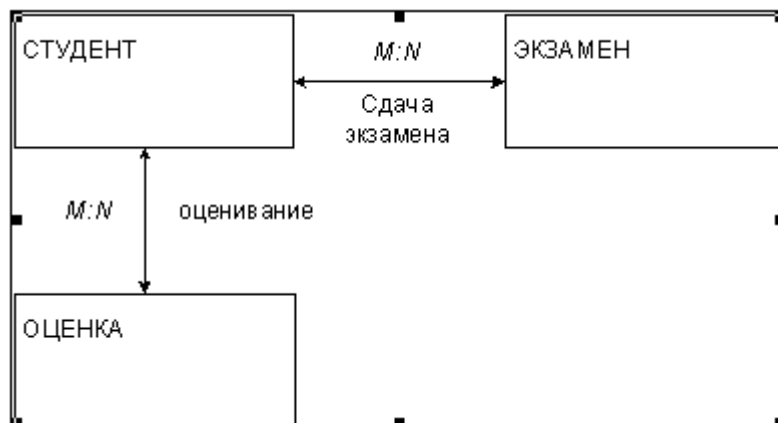 СТУДЕНТ
M:N
ЭКЗАМЕН
Сдача
экзамена
M:N
оценивание
ОЦЕНКА